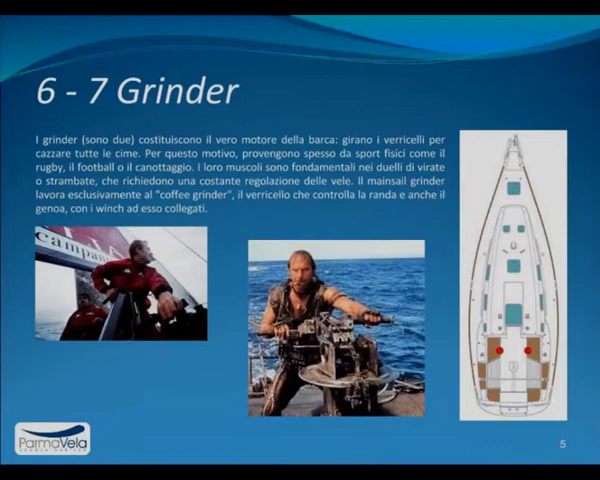 6 - 7 Grinder
I grinder (sono due) costituiscono il vero motore della barca: girano i verricelli per
cazzare tutte le cime. Per questo motivo, provengono spesso da sport fisici come il
rugby, il football o il canottaggio. I loro muscoli sono fondamentali nei duelli di virate
o strambate, che richiedono una costante regolazione delle vele. Il mainsail grinder
lavora esclusivamente al "coffee grinder", il verricello che controlla la randa e anche il
genoa, con i winch ad esso collegati.
campan
ParmaVela
5